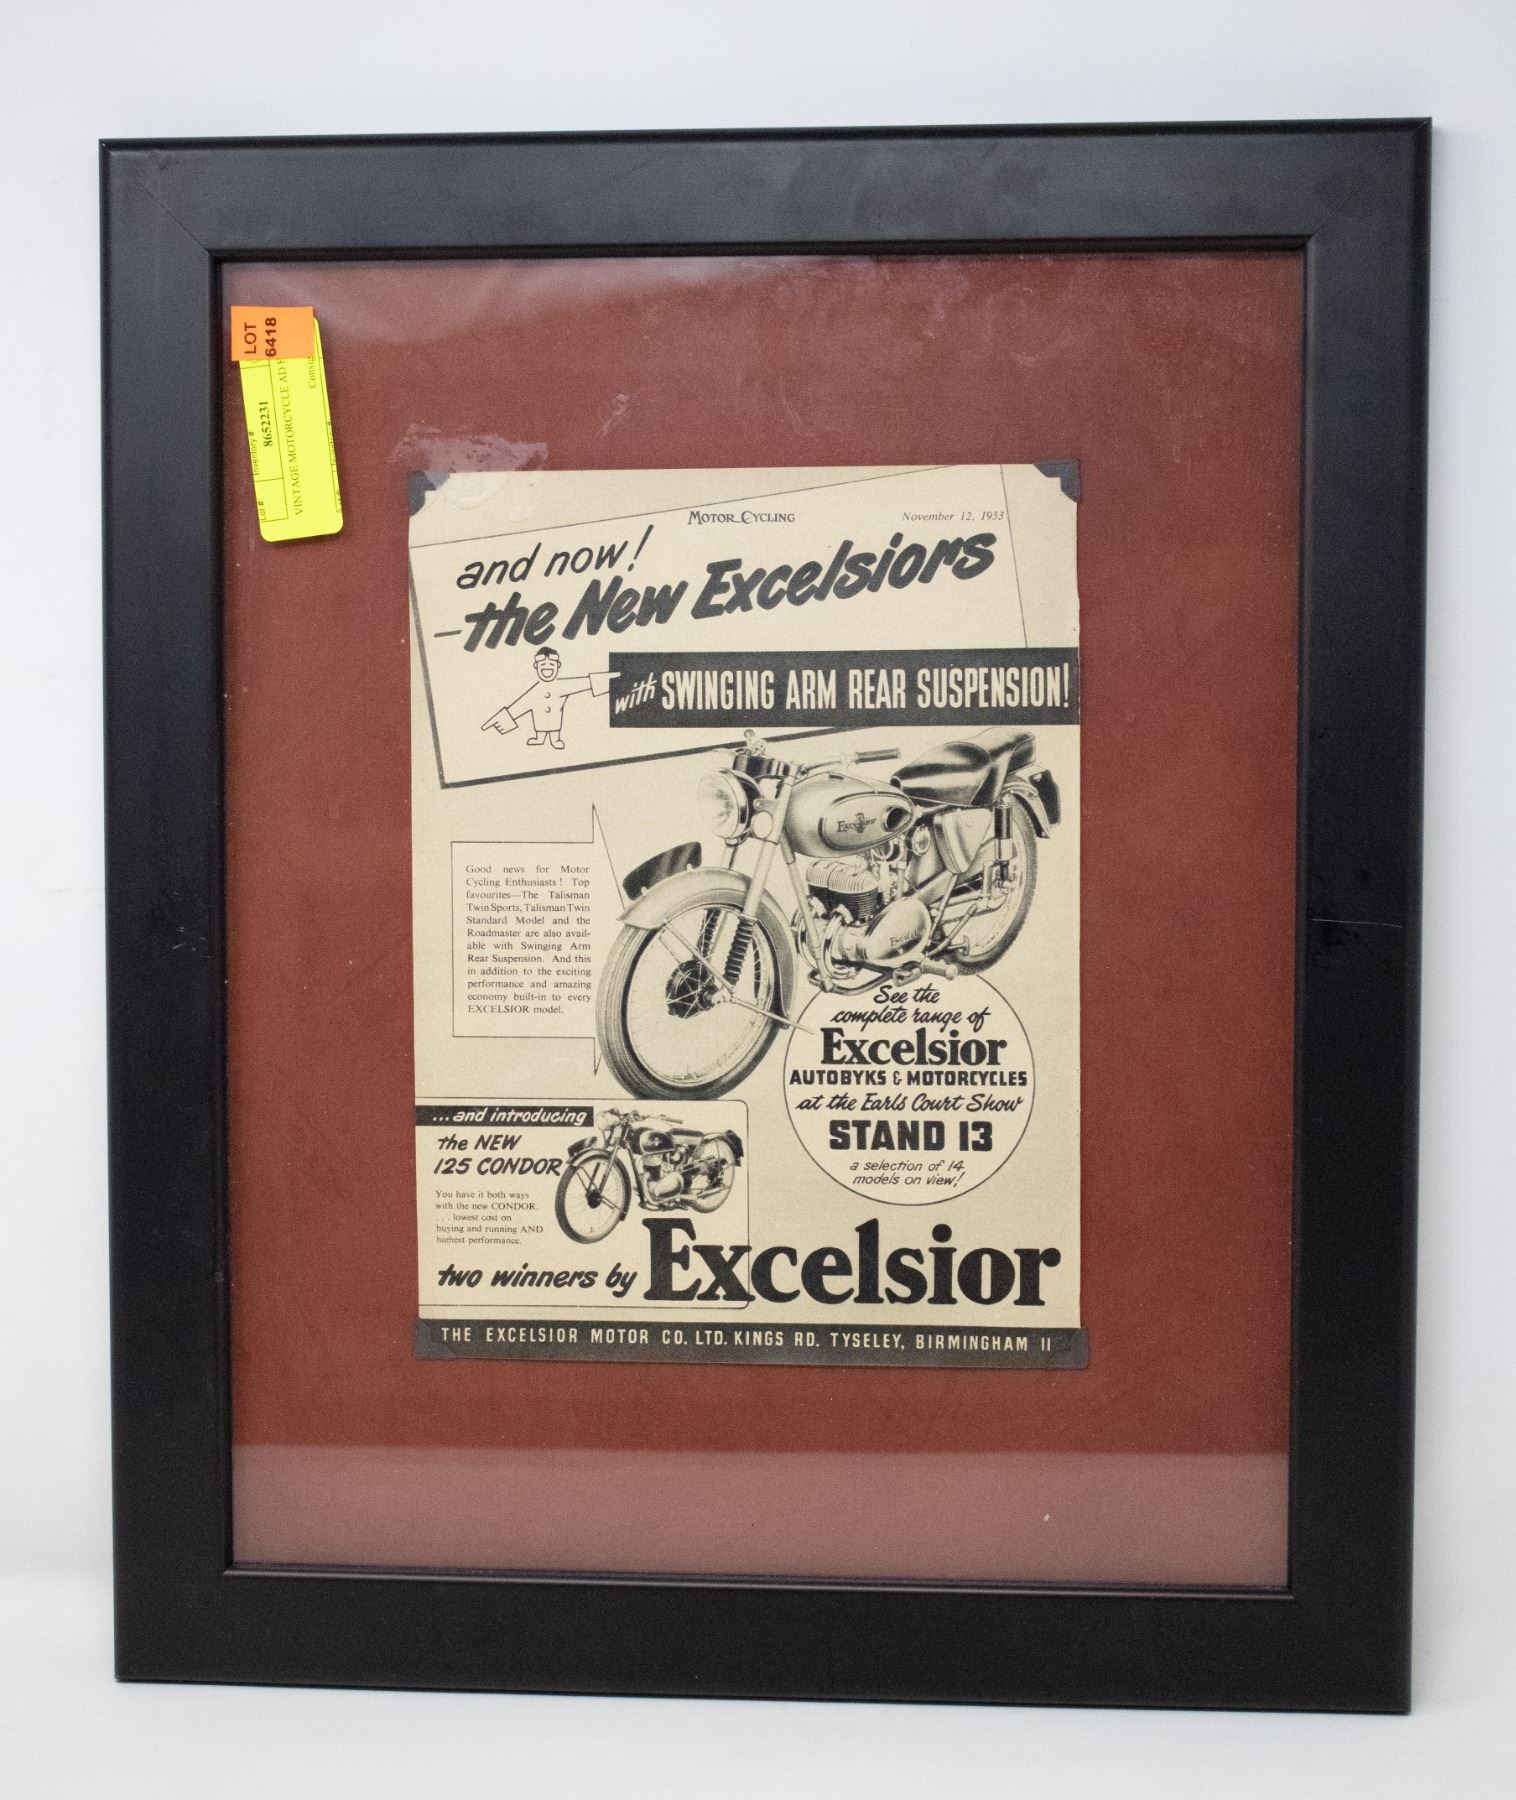 LOT
6418
Lot #
Inventory #
8652231
VINTAGE MOTORCYCLE AD
MOTOR CYCLING
November 12, 1953
and now!
-the New Excelsiors
with SWINGING ARM REAR SUSPENSION!
Excelsior
Good news for Motor
Cycling Enthusiasts! Top
favourites—The Talisman
Twin Sports, Talisman Twin
Standard Model and the
Roadmaster are also avail-
able with Swinging Arm
Rear Suspension. And this
in addition to the exciting
performance and amazing
economy built-in to every
EXCELSIOR model.
See the
complete range of
Excelsior
AUTOBYKS & MOTORCYCLES
at the Earls Court Show
STAND 13
a selection of 14
models on view!
...and introducing
the NEW
125 CONDOR
You have it both ways
with the new CONDOR.
. . . lowest cost on
buying and running AND
highest performance.
two winners by Excelsior
THE EXCELSIOR MOTOR CO. LTD. KINGS RD. TYSELEY, BIRMINGHAM 11